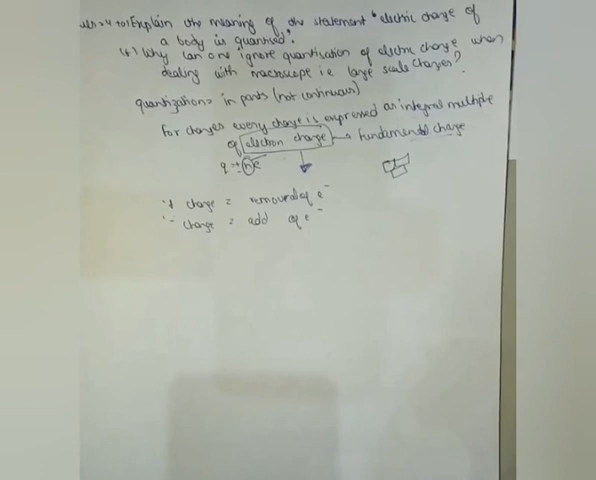 Explain the meaning of the statement "electric charge of
a body is quantised".
(ii) Why can one ignore quantization of electric charge when
dealing with macroscopic i.e large scale charges?
quantization = in parts (not continuous)
For charges every charge is expressed as integral multiple
of electron charge → Fundamental charge
q = ± ne
+ charge = removal of e⁻
- charge = add of e⁻